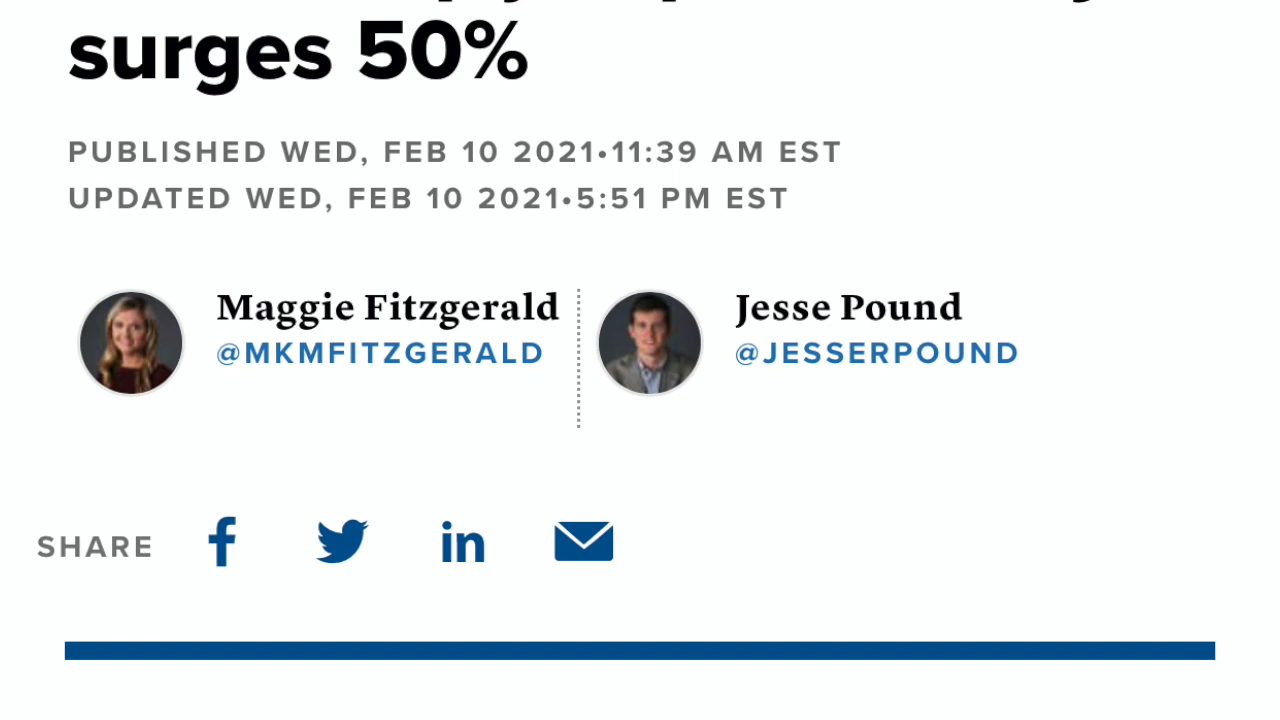 surges 50%
PUBLISHED WED, FEB 10 2021•11:39 AM EST
UPDATED WED, FEB 10 2021•5:51 PM EST
Maggie Fitzgerald
@MKMFITZGERALD
Jesse Pound
@JESSERPOUND
SHARE